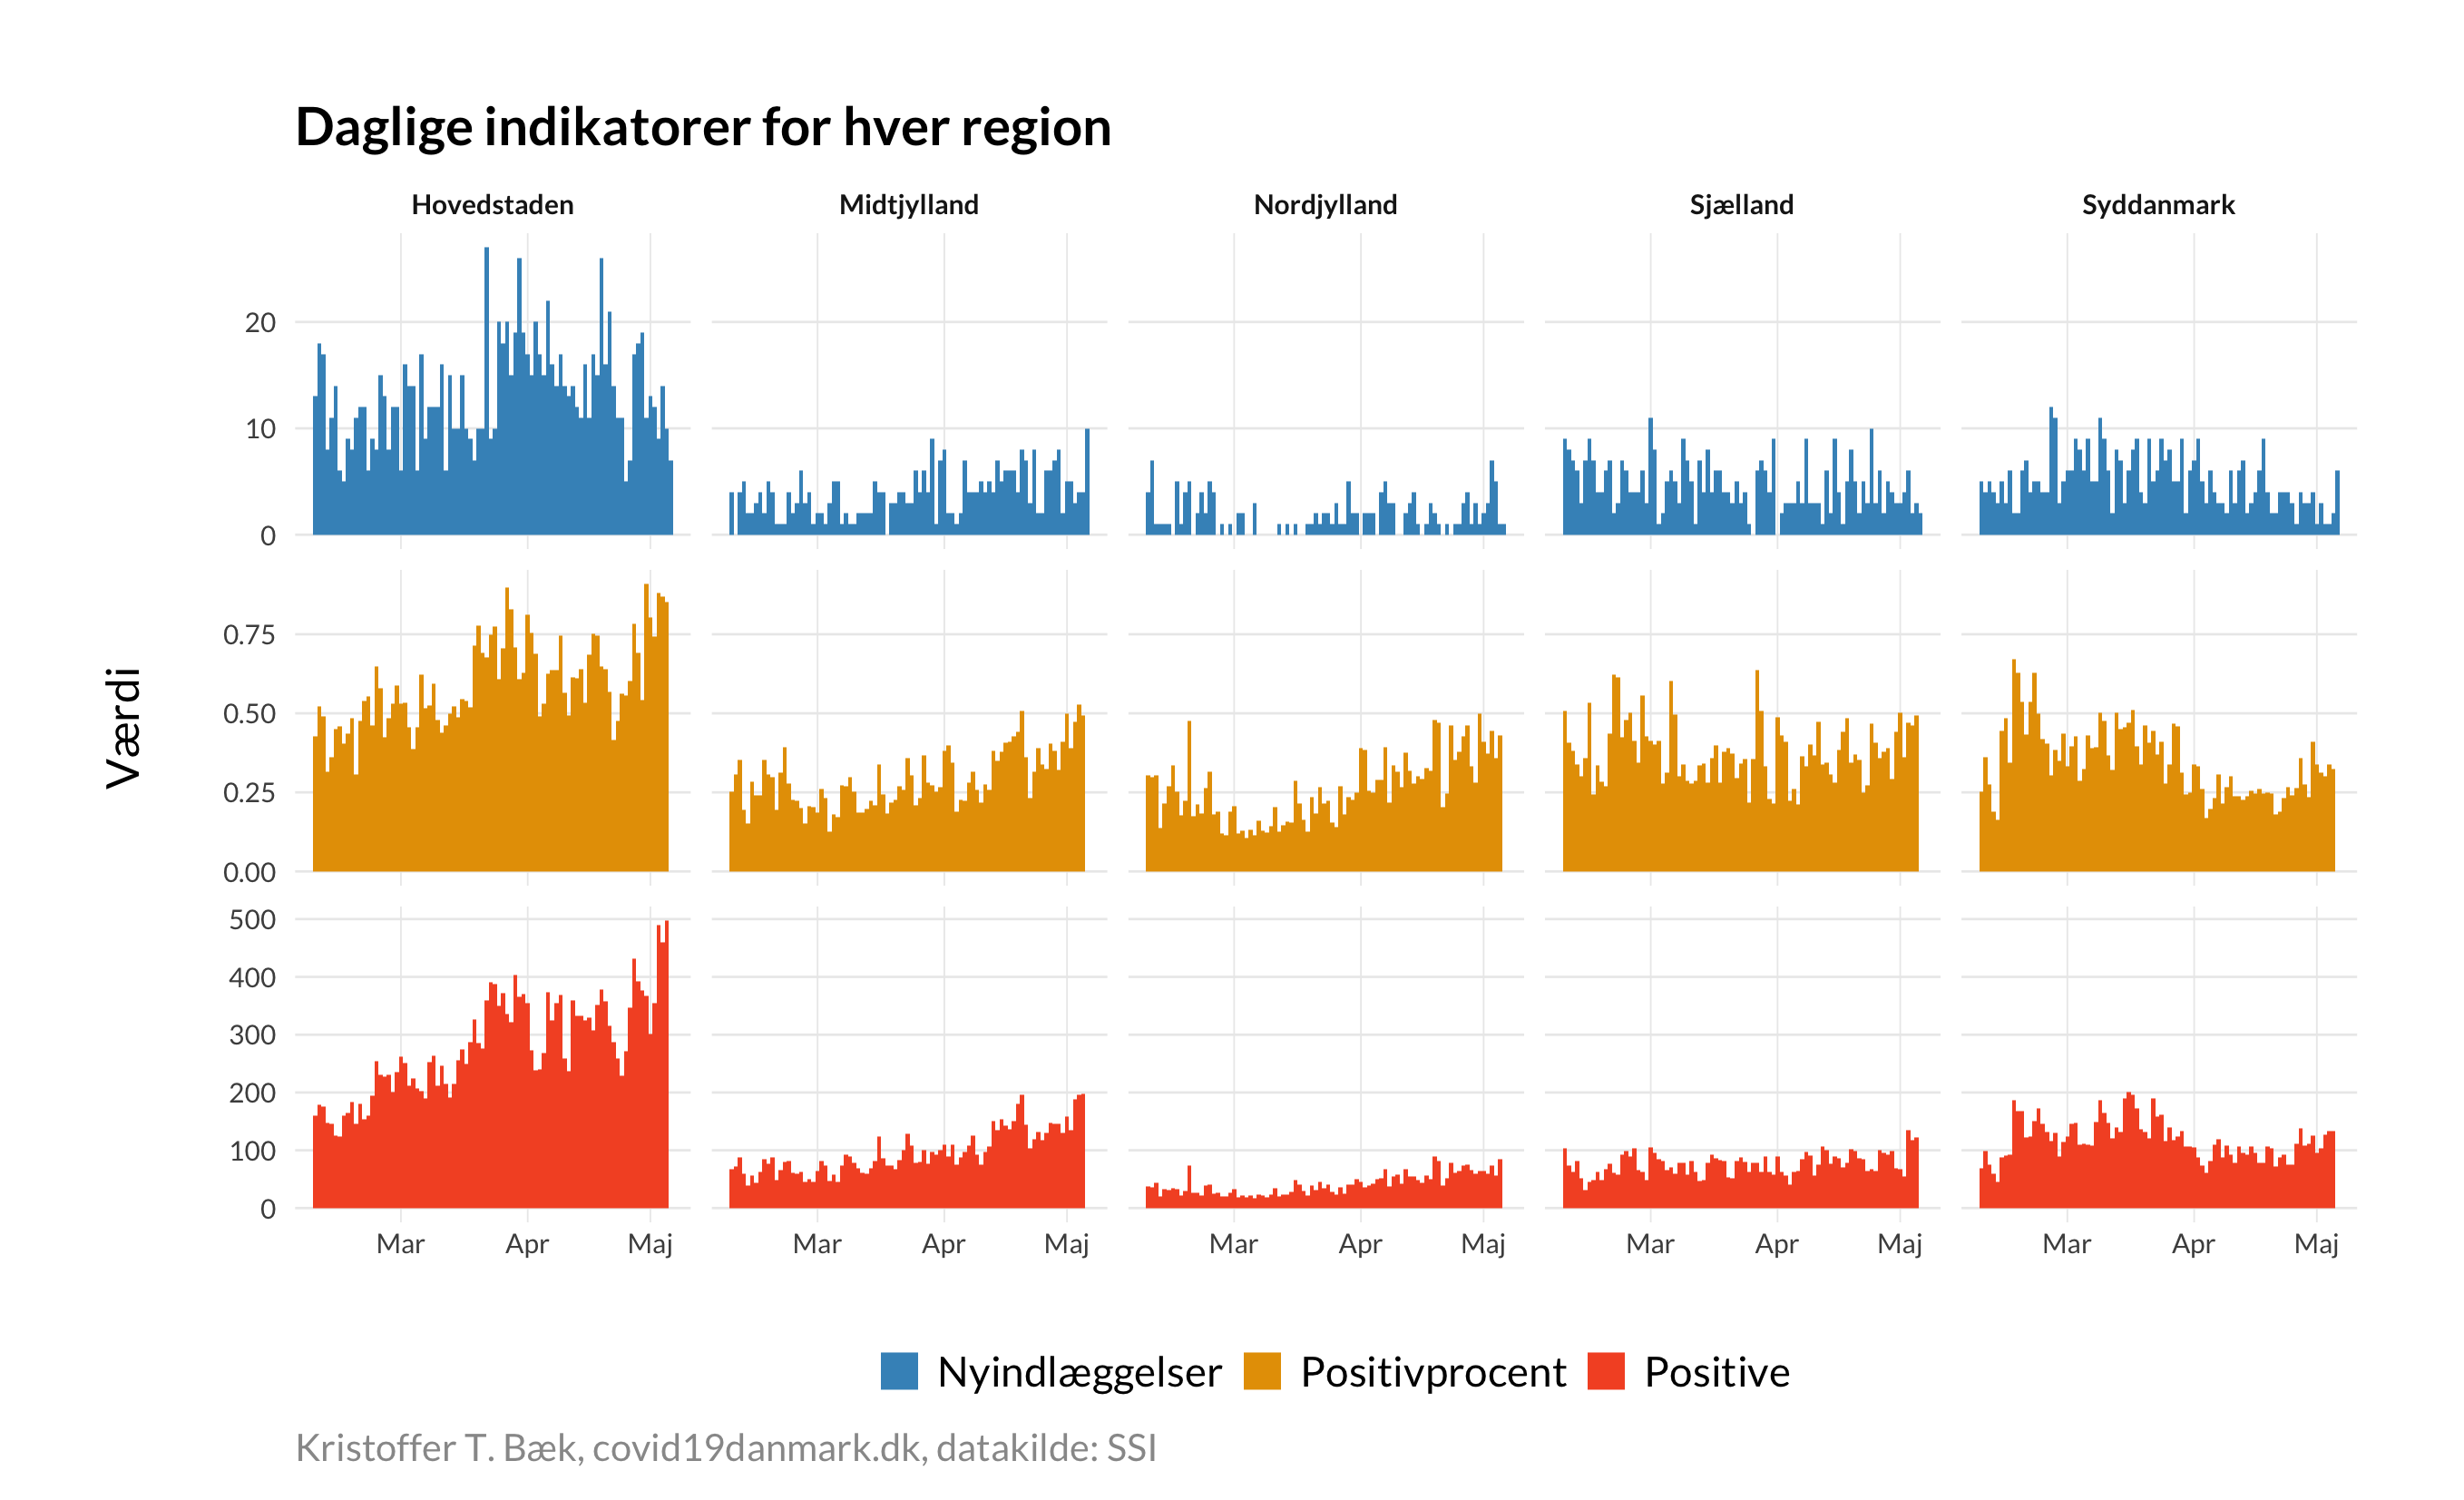 Daglige indikatorer for hver region
Hovedstaden Midtjylland Nordjylland Sjælland Syddanmark
Værdi
20
10
0
0.75
0.50
0.25
0.00
500
400
300
200
100
0
Mar Apr Maj Mar Apr Maj Mar Apr Maj Mar Apr Maj Mar Apr Maj
Nyindlæggelser Positivprocent Positive
Kristoffer T. Bæk, covid19danmark.dk, datakilde: SSI